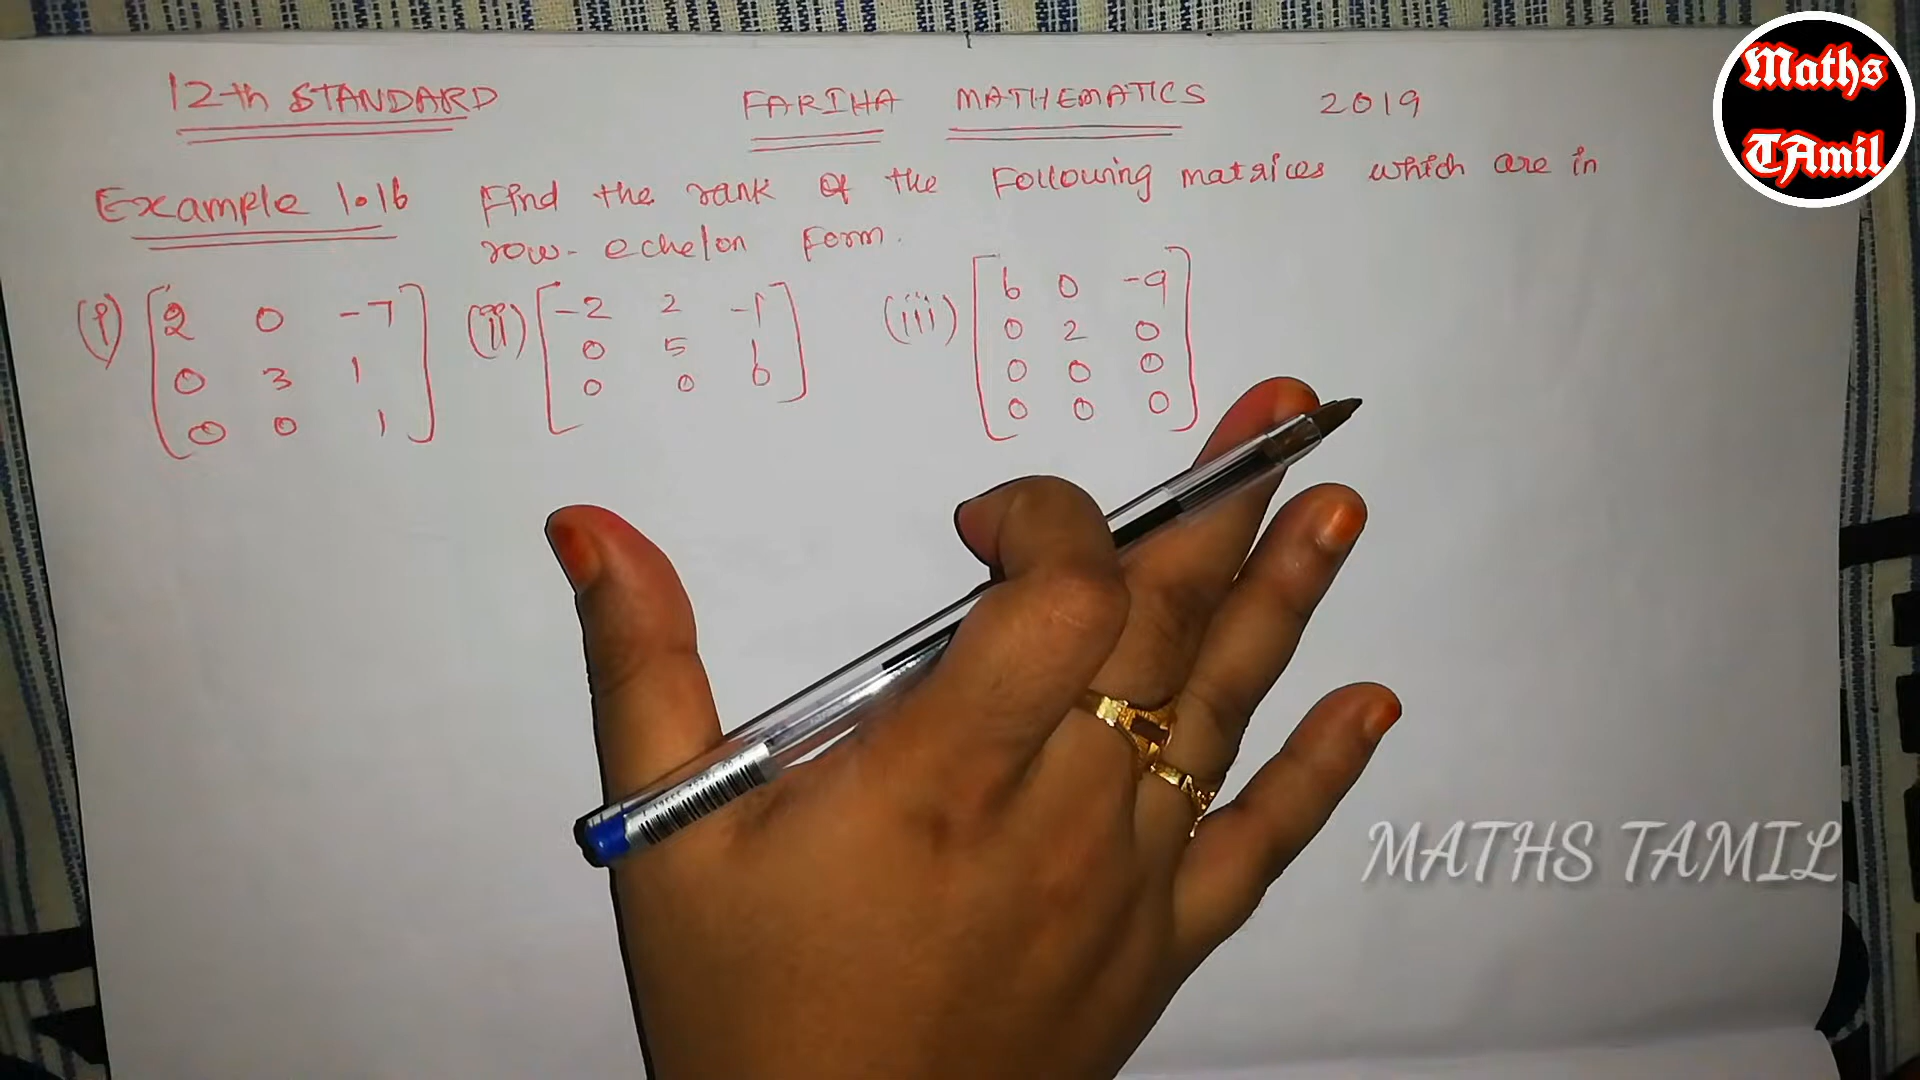 Maths
TAmil
12th STANDARD FARIHA MATHEMATICS 2019
Example 1.16 Find the rank of the Following matrices which are in
row-echelon Form.
(i) [2 0 -7
0 3 1
0 0 1]
(ii) [-2 2 -1
0 5 1
0 0 0]
(iii) [6 0 -9
0 2 0
0 0 0
0 0 0]
MATHS TAMIL